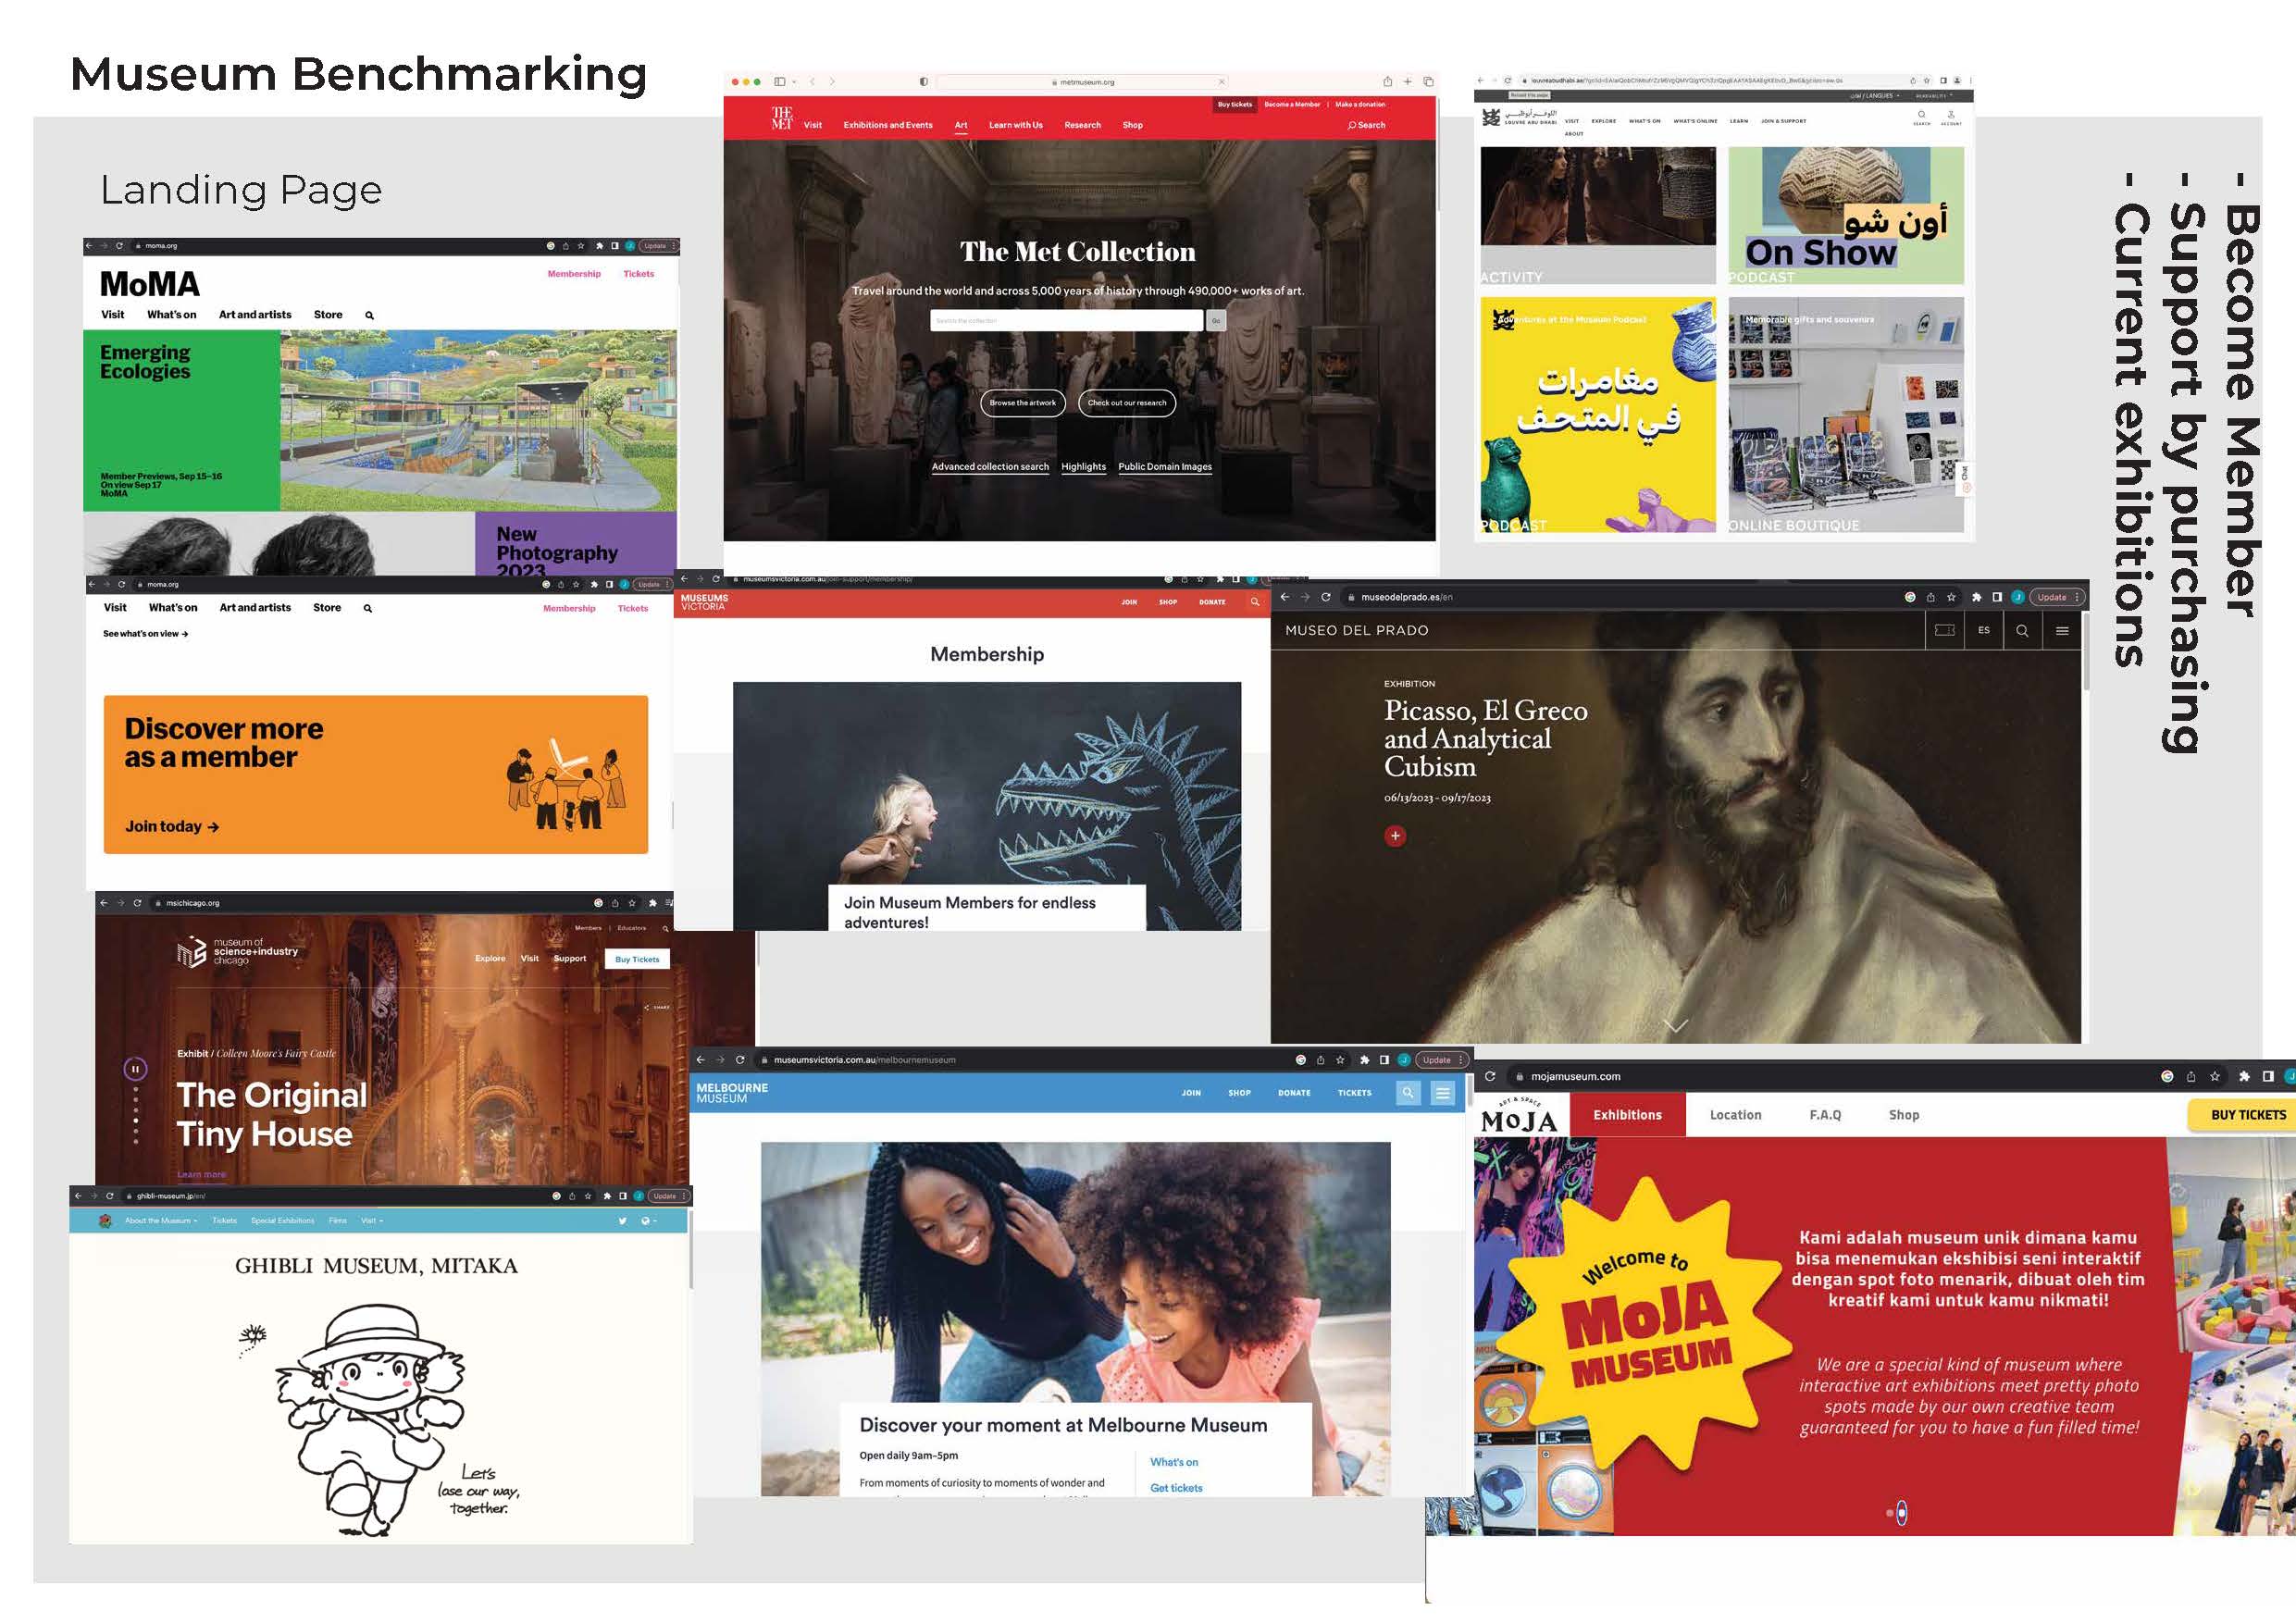 Museum Benchmarking
Landing Page
- Become Member
- Support by purchasing
- Current exhibitions
moma.org
Update
MoMA
Membership
Tickets
Visit
What's on
Art and artists
Store
Emerging
Ecologies
Member Previews, Sep 15–16
On view Sep 17
MoMA
New
Photography
2023
metmuseum.org
Buy tickets
Become a Member
Make a donation
THE
MET
Visit
Exhibitions and Events
Art
Learn with Us
Research
Shop
Search
The Met Collection
Travel around the world and across 5,000 years of history through 490,000+ works of art.
Search the collection
Go
Browse the artwork
Check out our research
Advanced collection search
Highlights
Public Domain Images
Reload this page
LANGUES
اللوفر أبوظبي
LOUVRE ABU DHABI
VISIT
EXPLORE
WHAT'S ON
WHAT'S ONLINE
LEARN
JOIN & SUPPORT
ABOUT
SEARCH
ACCOUNT
ACTIVITY
أون شو
On Show
PODCAST
Adventures at the Museum Podcast
مغامرات
في المتحف
PODCAST
Memorable gifts and souvenirs
ONLINE BOUTIQUE
Chat
moma.org
Update
Visit
What's on
Art and artists
Store
Membership
Tickets
See what's on view →
Discover more
as a member
Join today →
museumsvictoria.com.au/join-support/membership/
MUSEUMS
VICTORIA
JOIN
SHOP
DONATE
Membership
Join Museum Members for endless
adventures!
museodelprado.es/en
Update
MUSEO DEL PRADO
ES
EXHIBITION
Picasso, El Greco
and Analytical
Cubism
06/13/2023 - 09/17/2023
msichicago.org
Members | Educators
museum of
science+industry
chicago
Explore
Visit
Support
Buy Tickets
SHARE
Exhibit / Colleen Moore's Fairy Castle
The Original
Tiny House
Learn more
ghibli-museum.jp/en/
Update
About the Museum
Tickets
Special Exhibitions
Films
Visit
GHIBLI MUSEUM, MITAKA
Let's
lose our way,
together.
museumsvictoria.com.au/melbournemuseum
Update
MELBOURNE
MUSEUM
JOIN
SHOP
DONATE
TICKETS
Discover your moment at Melbourne Museum
Open daily 9am–5pm
From moments of curiosity to moments of wonder and
What's on
Get tickets
mojamuseum.com
ART & SPACE
MoJA
Exhibitions
Location
F.A.Q
Shop
BUY TICKETS
Welcome to
MoJA
MUSEUM
Kami adalah museum unik dimana kamu
bisa menemukan ekshibisi seni interaktif
dengan spot foto menarik, dibuat oleh tim
kreatif kami untuk kamu nikmati!
We are a special kind of museum where
interactive art exhibitions meet pretty photo
spots made by our own creative team
guaranteed for you to have a fun filled time!